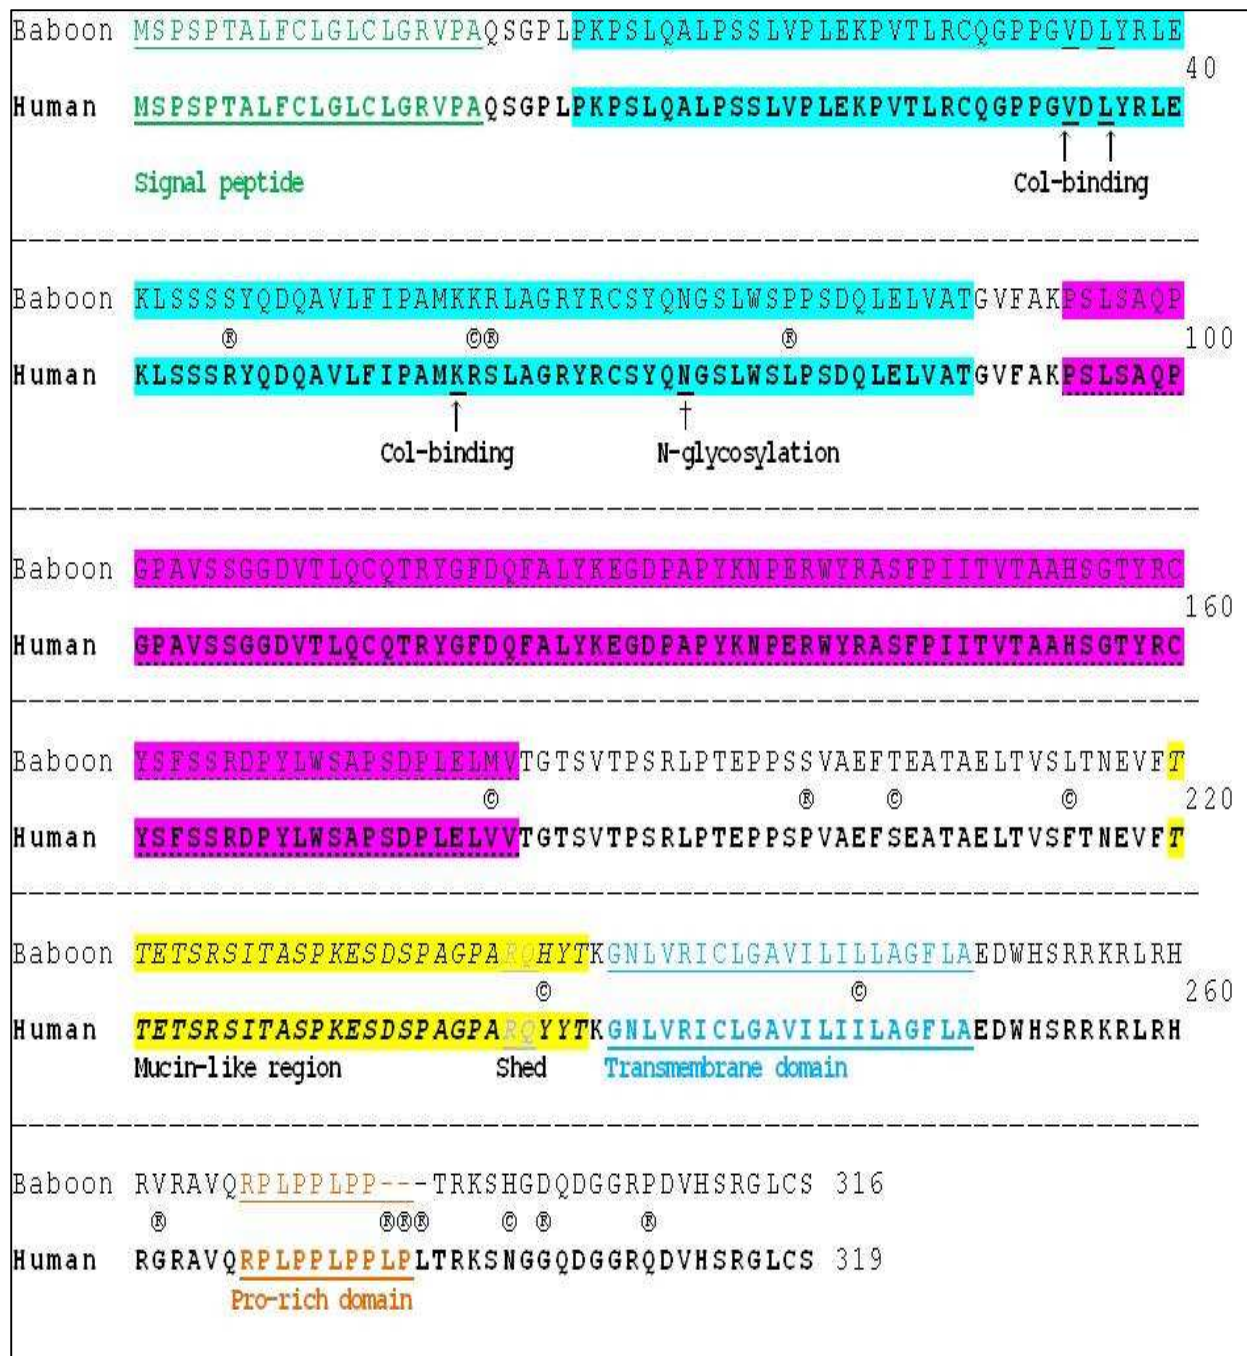 Baboon MSPSPTALFCLGLCLGRVPAQSGPLPKPSLQALPSSLVPLEKPVTLRCQGPPGVDLYRLE
40
Human MSPSPTALFCLGLCLGRVPAQSGPLPKPSLQALPSSLVPLEKPVTLRCQGPPGVDLYRLE
↑ ↑
Signal peptide Col-binding
Baboon KLSSSSYQDQAVLFIPAMKKRLAGRYRCSYQNGSLWSPPSDQLELVATGVFAKPSLSAQP
® ©® ® 100
Human KLSSSRYQDQAVLFIPAMKRSLAGRYRCSYQNGSLWSLPSDQLELVATGVFAKPSLSAQP
↑ †
Col-binding N-glycosylation
Baboon GPAVSSGGDVTLQCQTRYGFDQFALYKEGDPAPYKNPERWYRASFPIITVTAAHSGTYRC
160
Human GPAVSSGGDVTLQCQTRYGFDQFALYKEGDPAPYKNPERWYRASFPIITVTAAHSGTYRC
Baboon YSFSSRDPYLWSAPSDPLELMVTGTSVTPSRLPTEPPSSVAEFTEATAELTVSLTNEVFT
© ® © © 220
Human YSFSSRDPYLWSAPSDPLELVVTGTSVTPSRLPTEPPSPVAEFSEATAELTVSFTNEVFT
Baboon TETSRSITASPKESDSPAGPARQHYTKGNLVRICLGAVILILLAGFLAEDWHSRRKRLRH
© © 260
Human TETSRSITASPKESDSPAGPARQYYTKGNLVRICLGAVILIILAGFLAEDWHSRRKRLRH
Mucin-like region Shed Transmembrane domain
Baboon RVRAVQRPLPPLPP---TRKSHGDQDGGRPDVHSRGLCS 316
® ®®® © ® ®
Human RGRAVQRPLPPLPPLPLTRKSNGGQDGGRQDVHSRGLCS 319
Pro-rich domain